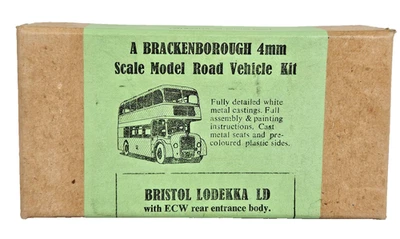 A BRACKENBOROUGH 4mm
Scale Model Road Vehicle Kit
Fully detailed white
metal castings. Full
assembly & painting
instructions. Cast
metal seats and pre-
coloured plastic sides.
BRISTOL LODEKKA LD
with ECW rear entrance body.